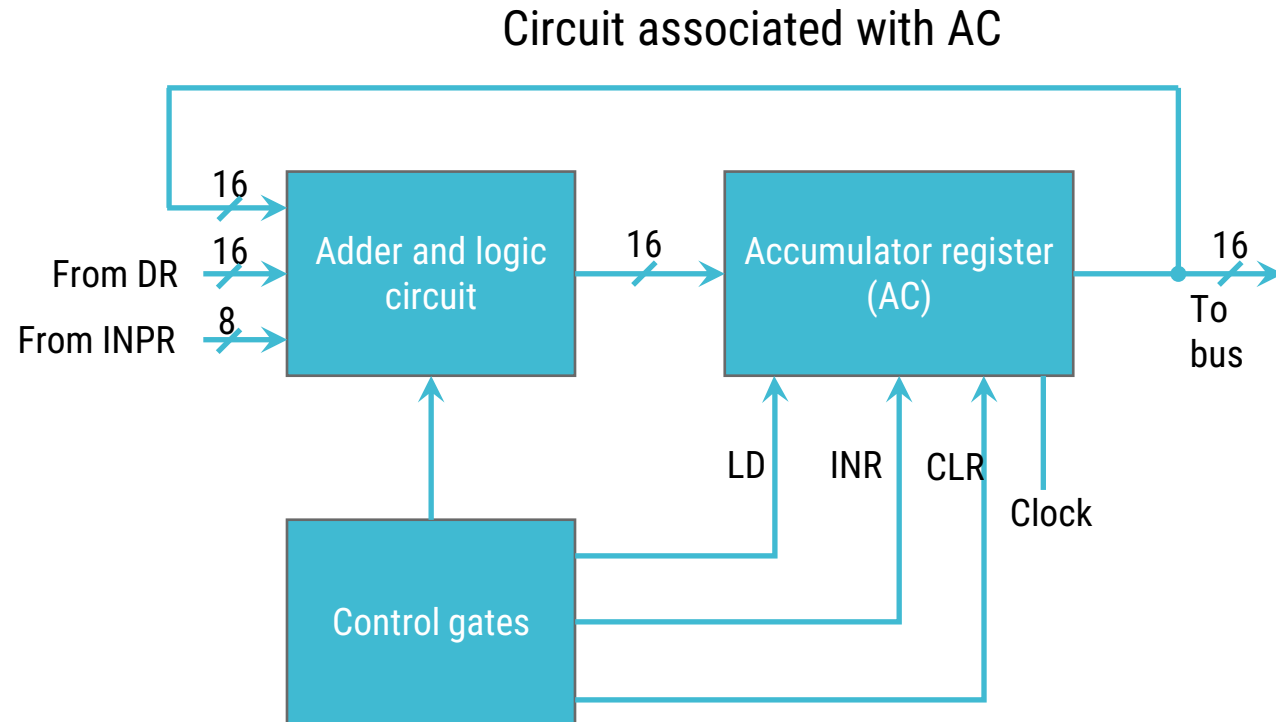 Circuit associated with AC
16
16
From DR
8
From INPR
Adder and logic
circuit
16
Accumulator register
(AC)
16
To
bus
LD
INR
CLR
Clock
Control gates